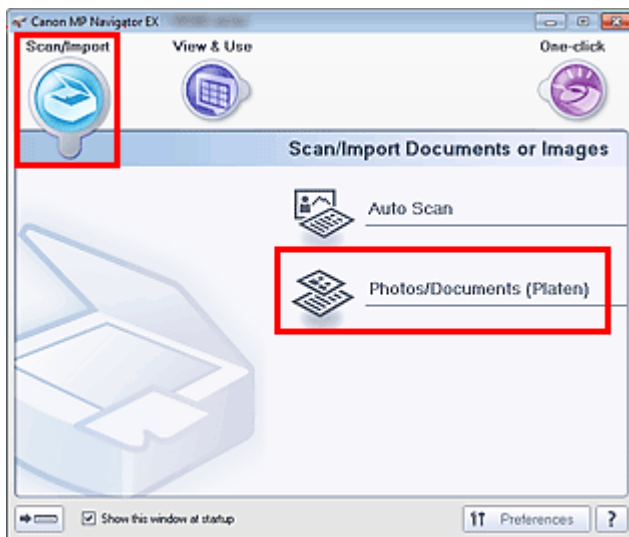 Canon MP Navigator EX
Scan/Import View & Use One-click
Scan/Import Documents or Images
Auto Scan
Photos/Documents (Platen)
Show this window at startup Preferences ?